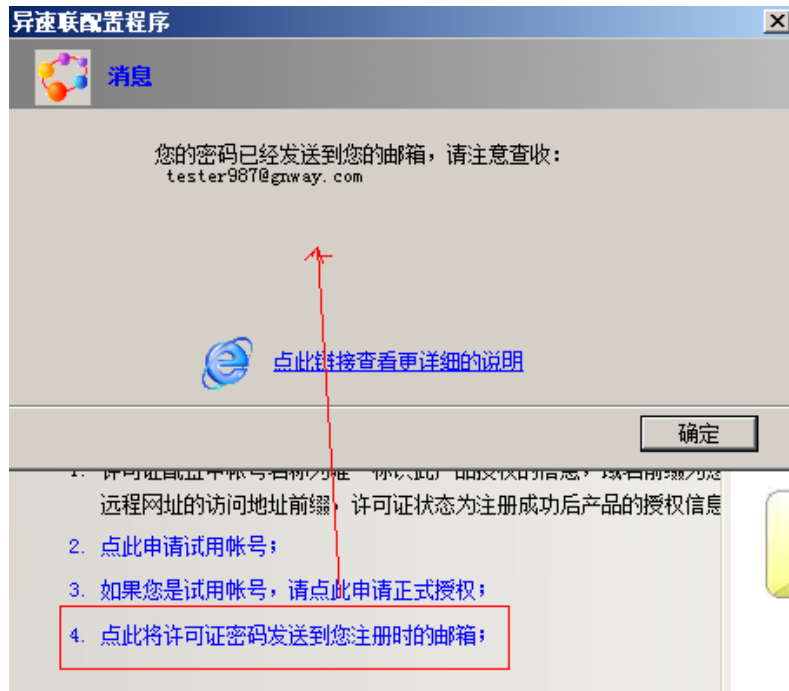 异速联配置程序
消息
您的密码已经发送到您的邮箱，请注意查收：
tester987@gnway.com
点此链接查看更详细的说明
确定
远程网址的访问地址前缀，许可证状态为注册成功后产品的授权信息
2. 点此申请试用帐号；
3. 如果您是试用帐号，请点此申请正式授权；
4. 点此将许可证密码发送到您注册时的邮箱；